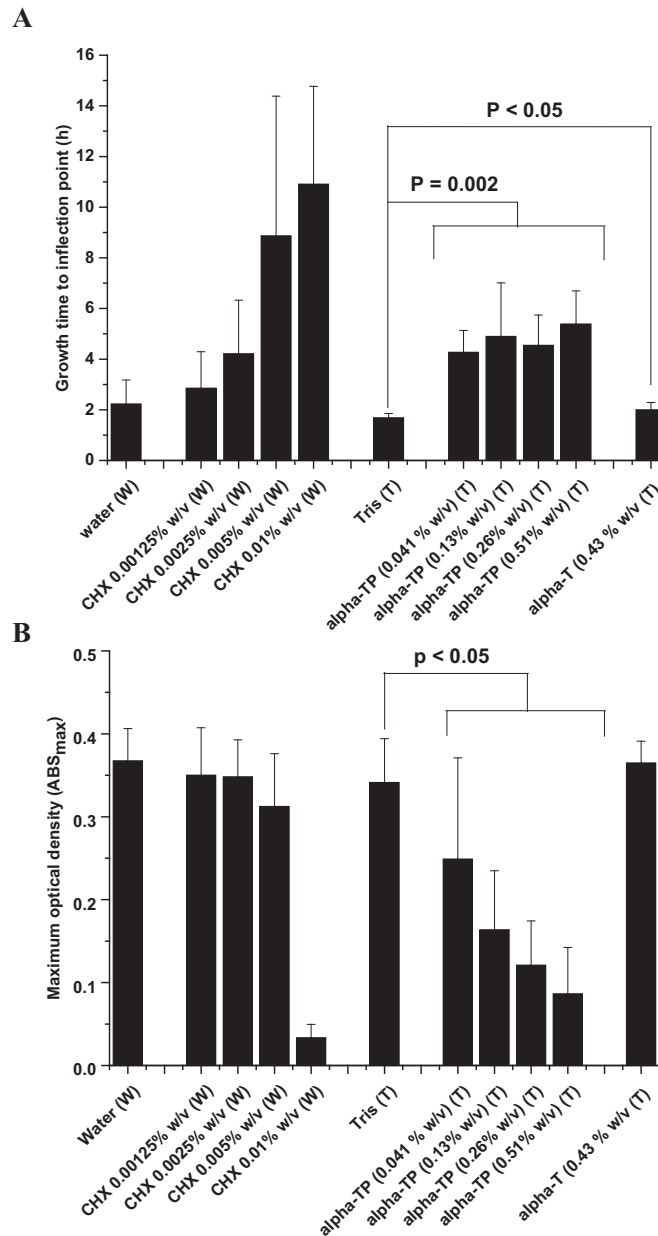 A
16
14
12
10
8
6
4
2
0
Growth time to inflection point (h)
P < 0.05
P = 0.002
water (W)
CHX 0.00125% w/v (W)
CHX 0.0025% w/v (W)
CHX 0.005% w/v (W)
CHX 0.01% w/v (W)
Tris (T)
alpha-TP (0.041 % w/v) (T)
alpha-TP (0.13% w/v) (T)
alpha-TP (0.26% w/v) (T)
alpha-TP (0.51% w/v) (T)
alpha-T (0.43 % w/v (T)
B
0.5
0.4
0.3
0.2
0.1
0.0
Maximum optical density (ABSmax)
p < 0.05
Water (W)
CHX 0.00125% w/v (W)
CHX 0.0025% w/v (W)
CHX 0.005% w/v (W)
CHX 0.01% w/v (W)
Tris (T)
alpha-TP (0.041 % w/v) (T)
alpha-TP (0.13% w/v) (T)
alpha-TP (0.26% w/v) (T)
alpha-TP (0.51% w/v) (T)
alpha-T (0.43 % w/v (T)